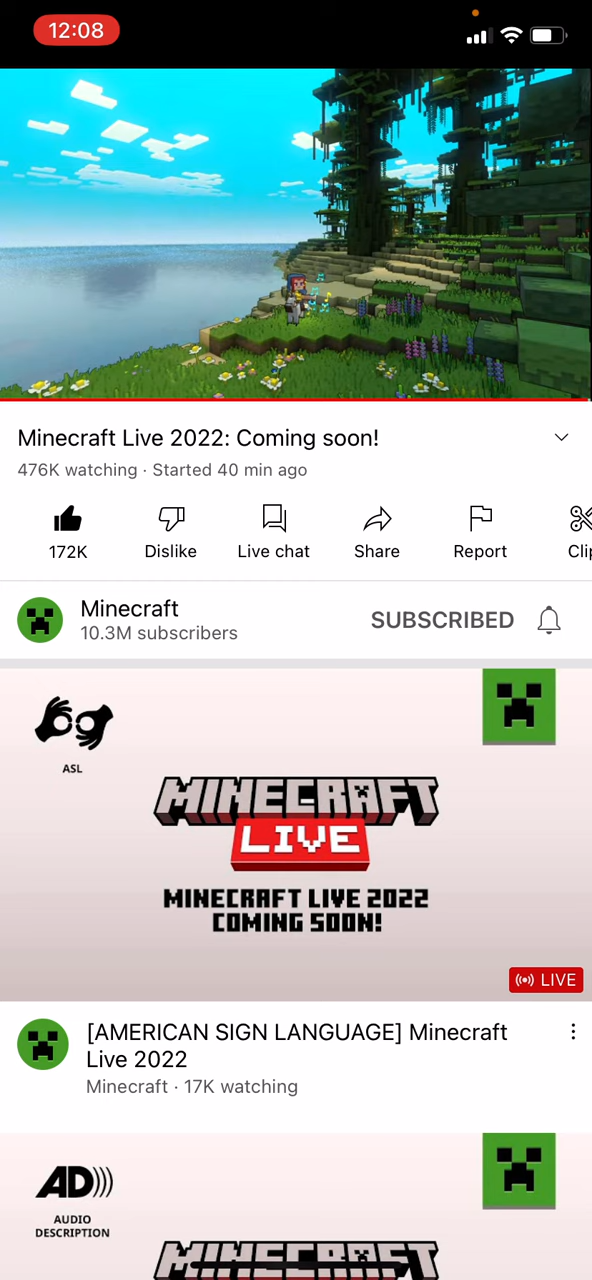 12:08
Minecraft Live 2022: Coming soon!
476K watching · Started 40 min ago
172K
Dislike
Live chat
Share
Report
Minecraft
10.3M subscribers
SUBSCRIBED
ASL
MINECRAFT
LIVE
MINECRAFT LIVE 2022
COMING SOON!
LIVE
[AMERICAN SIGN LANGUAGE] Minecraft
Live 2022
Minecraft · 17K watching
AD
AUDIO
DESCRIPTION
MINECRAFT